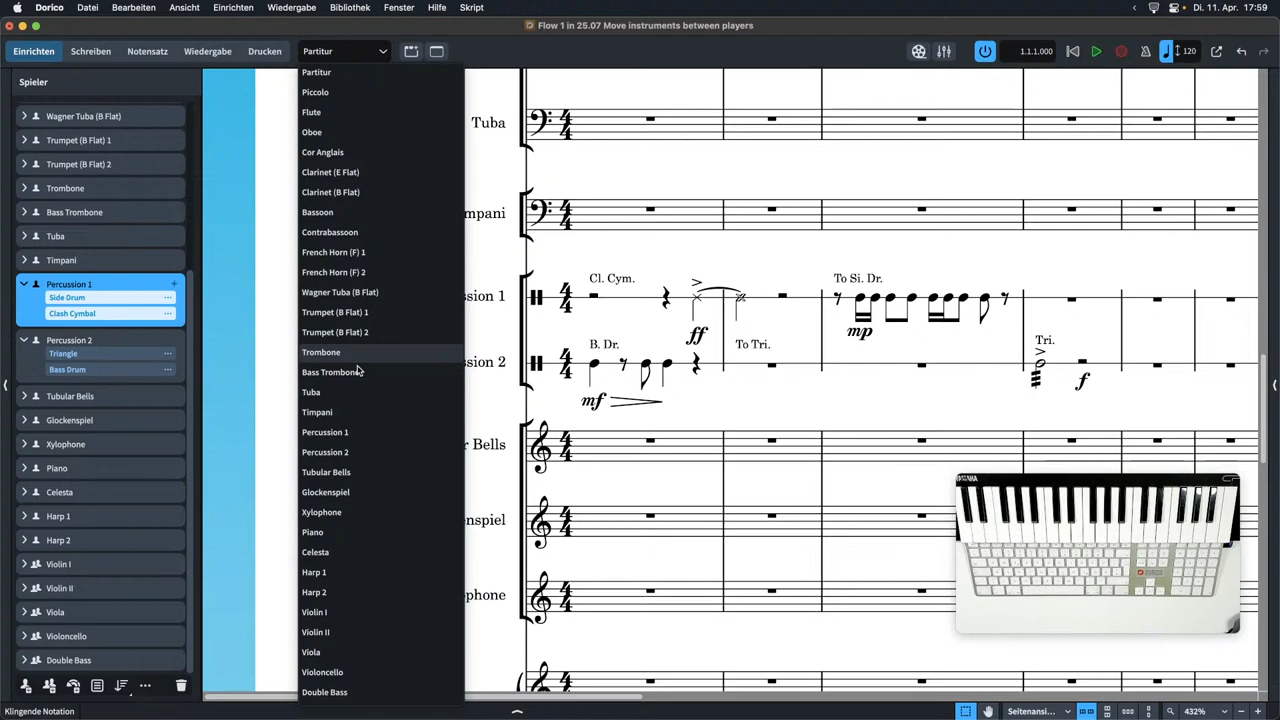 Dorico Datei Bearbeiten Ansicht Einrichten Wiedergabe Bibliothek Fenster Hilfe Skript Di. 11. Apr. 17:59
Flow 1 in 25.07 Move instruments between players
Einrichten Schreiben Notensatz Wiedergabe Drucken Partitur 1.1.1.000 120
Spieler
Wagner Tuba (B Flat)
Trumpet (B Flat) 1
Trumpet (B Flat) 2
Trombone
Bass Trombone
Tuba
Timpani
Percussion 1
Side Drum
Clash Cymbal
Percussion 2
Triangle
Bass Drum
Tubular Bells
Glockenspiel
Xylophone
Piano
Celesta
Harp 1
Harp 2
Violin I
Violin II
Viola
Violoncello
Double Bass
Partitur
Piccolo
Flute
Oboe
Cor Anglais
Clarinet (E Flat)
Clarinet (B Flat)
Bassoon
Contrabassoon
French Horn (F) 1
French Horn (F) 2
Wagner Tuba (B Flat)
Trumpet (B Flat) 1
Trumpet (B Flat) 2
Trombone
Bass Trombone
Tuba
Timpani
Percussion 1
Percussion 2
Tubular Bells
Glockenspiel
Xylophone
Piano
Celesta
Harp 1
Harp 2
Violin I
Violin II
Viola
Violoncello
Double Bass
Tuba
mpani
Cl. Cym. To Si. Dr.
ssion 1
ff mp
B. Dr. To Tri. Tri.
ssion 2
mf f
r Bells
enspiel
ophone
YAMAHA
Klingende Notation Seitenansic... 432%